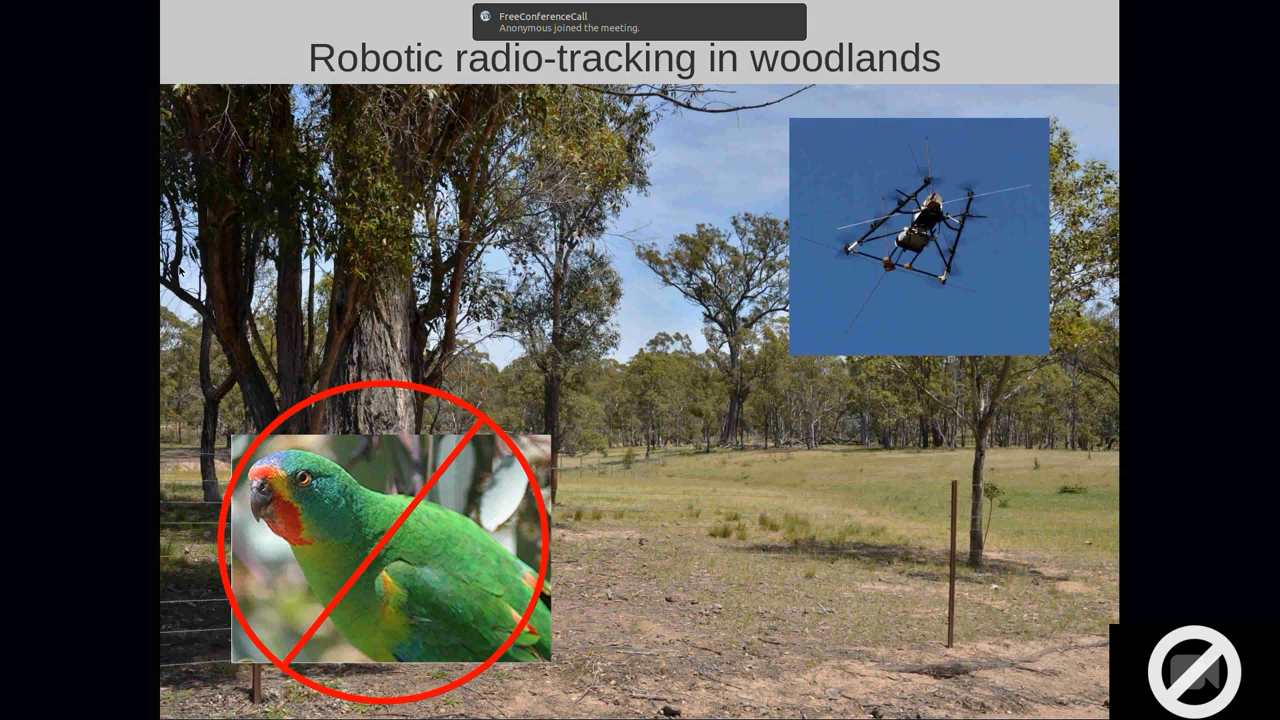 FreeConferenceCall
Anonymous joined the meeting.
Robotic radio-tracking in woodlands